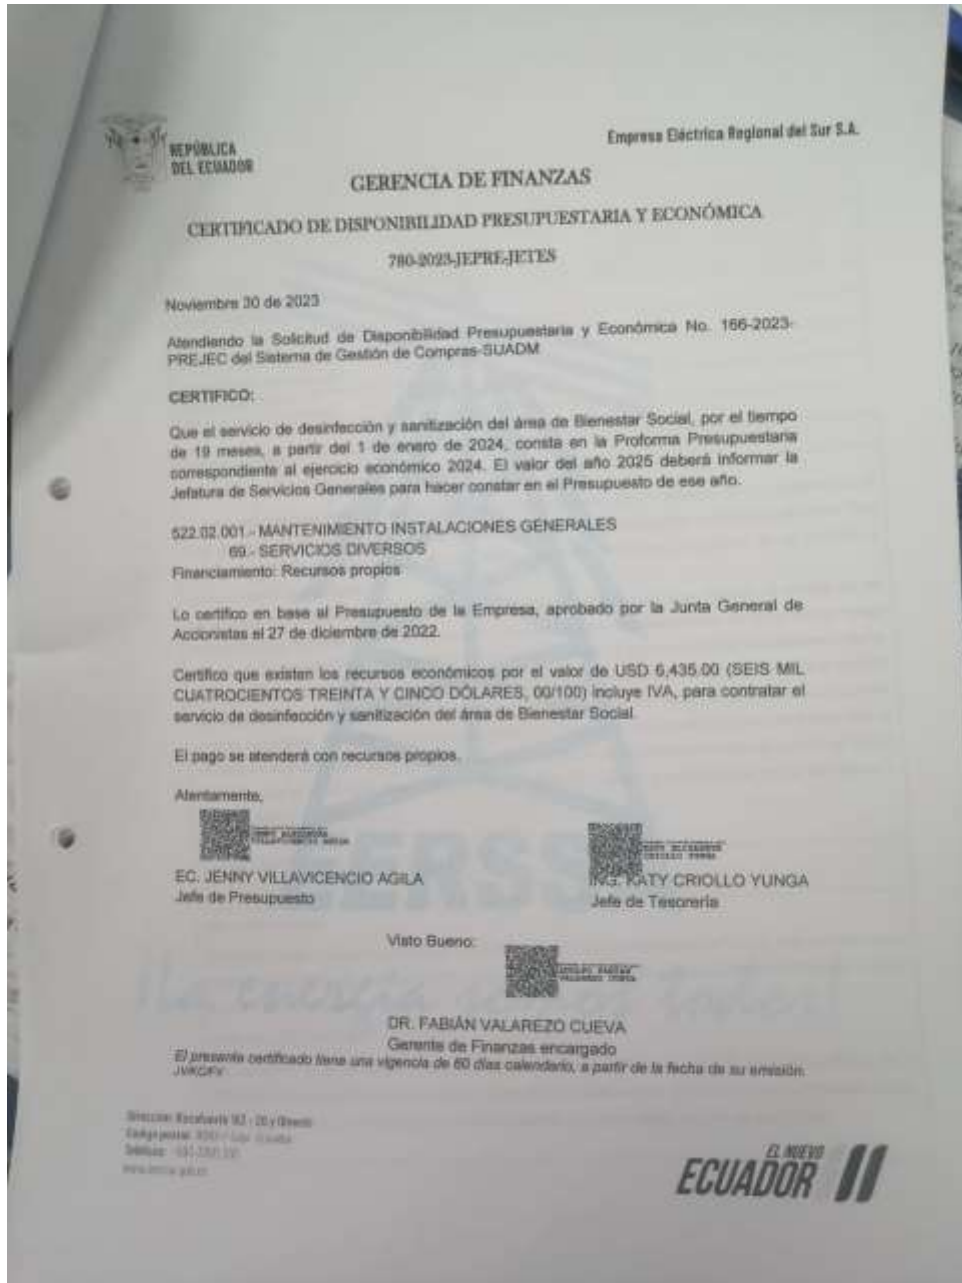 REPÚBLICA
DEL ECUADOR
Empresa Eléctrica Regional del Sur S.A.
GERENCIA DE FINANZAS
CERTIFICADO DE DISPONIBILIDAD PRESUPUESTARIA Y ECONÓMICA
780-2023-JEPRE-JETES
Noviembre 30 de 2023
Atendiendo la Solicitud de Disponibilidad Presupuestaria y Económica No. 166-2023-
PREJEC del Sistema de Gestión de Compras-SUADM
CERTIFICO:
Que el servicio de desinfección y sanitización del área de Bienestar Social, por el tiempo
de 19 meses, a partir del 1 de enero de 2024, consta en la Proforma Presupuestaria
correspondiente al ejercicio económico 2024. El valor del año 2025 deberá informar la
Jefatura de Servicios Generales para hacer constar en el Presupuesto de ese año.
522.02.001.- MANTENIMIENTO INSTALACIONES GENERALES
69.- SERVICIOS DIVERSOS
Financiamiento: Recursos propios
Lo certifico en base al Presupuesto de la Empresa, aprobado por la Junta General de
Accionistas el 27 de diciembre de 2022.
Certifico que existen los recursos económicos por el valor de USD 6,435.00 (SEIS MIL
CUATROCIENTOS TREINTA Y CINCO DÓLARES, 00/100) incluye IVA, para contratar el
servicio de desinfección y sanitización del área de Bienestar Social.
El pago se atenderá con recursos propios.
Atentamente,
EC. JENNY VILLAVICENCIO AGILA
ING. KATY CRIOLLO YUNGA
Jefe de Presupuesto
Jefe de Tesorería
Visto Bueno:
EERSSA
DR. FABIÁN VALAREZO CUEVA
Gerente de Finanzas encargado
El presente certificado tiene una vigencia de 60 días calendario, a partir de la fecha de su emisión.
EL NUEVO
ECUADOR